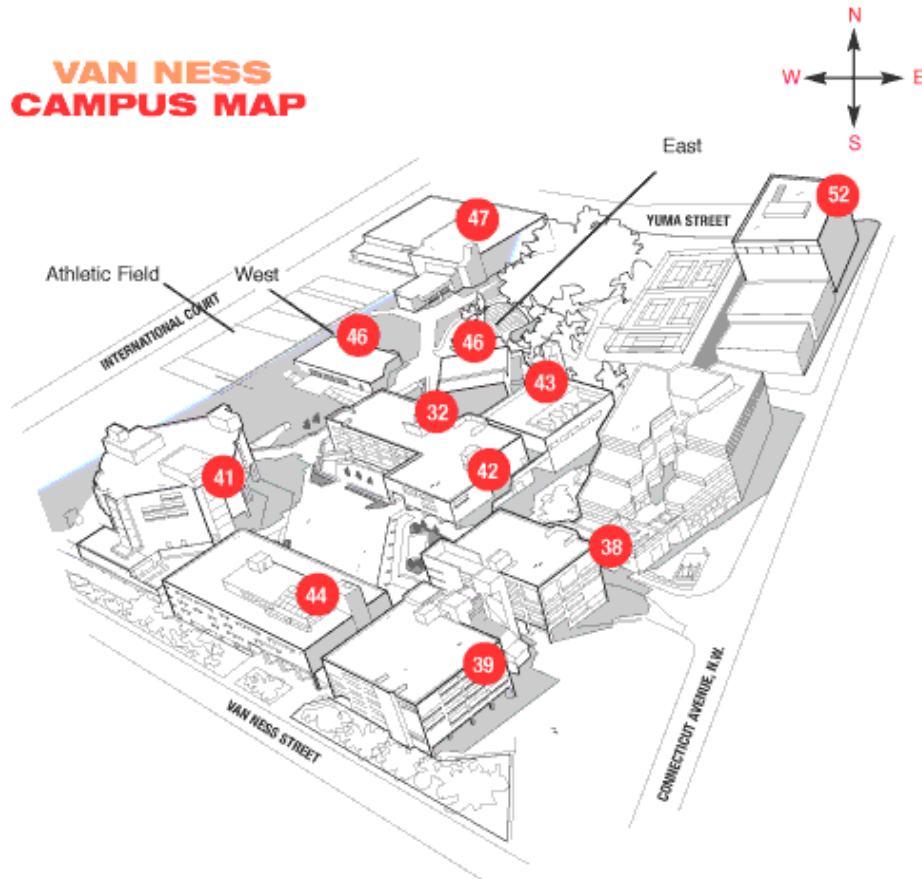 N
VAN NESS
CAMPUS MAP
W
E
S
East
52
47
YUMA STREET
Athletic Field
West
INTERNATIONAL COURT
46
46
43
32
41
42
38
44
39
VAN NESS STREET
CONNECTICUT AVENUE, N.W.